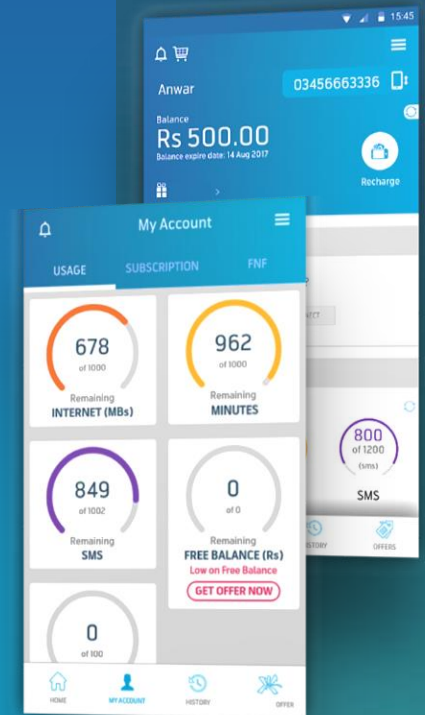 15:45
Anwar
03456663336
Balance
Rs 500.00
Balance expire date: 14 Aug 2017
Recharge
800
of 1200
(sms)
SMS
OFFERS
My Account
USAGE SUBSCRIPTION FNF
678
of 1000
Remaining
INTERNET (MBs)
962
of 1000
Remaining
MINUTES
849
of 1002
Remaining
SMS
0
of 0
Remaining
FREE BALANCE (Rs)
Low on Free Balance
GET OFFER NOW
0
of 100
HOME MY ACCOUNT HISTORY OFFER